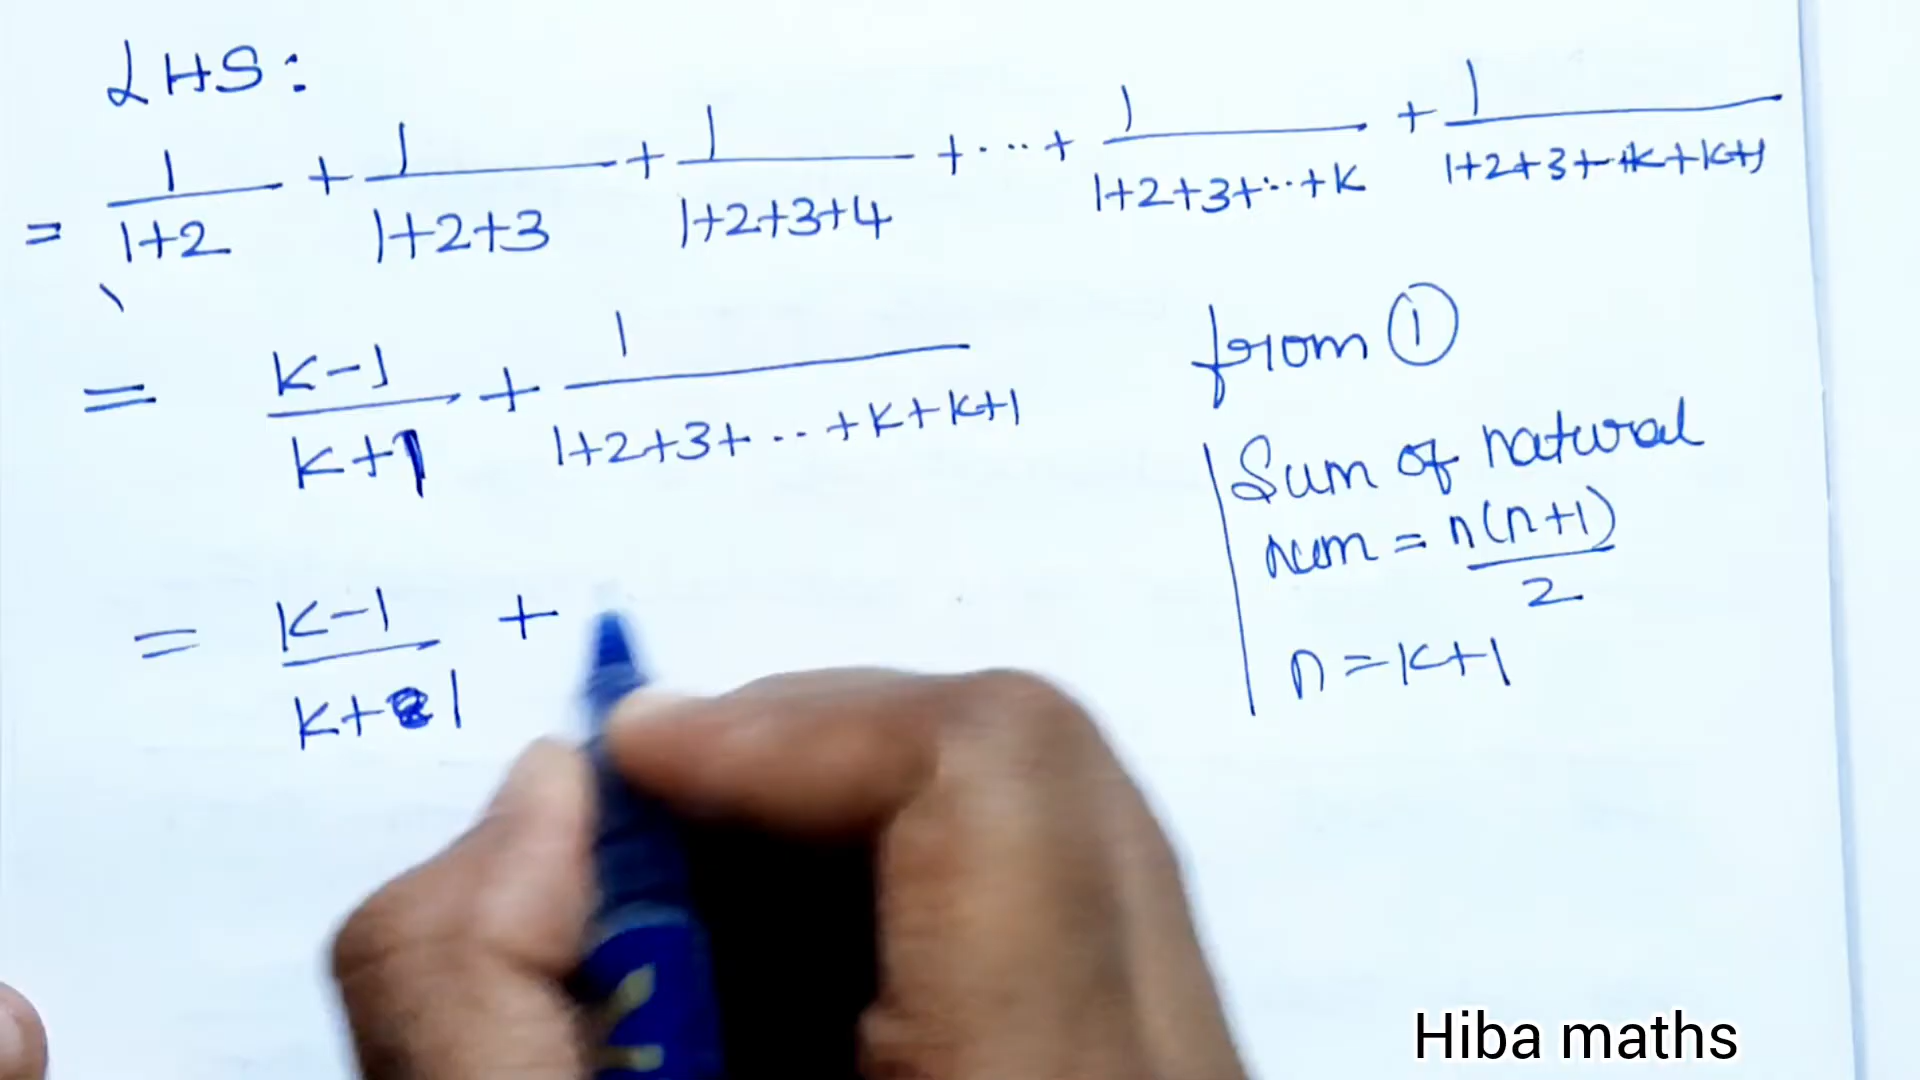 LHS:
= 1/(1+2) + 1/(1+2+3) + 1/(1+2+3+4) + ... + 1/(1+2+3+...+K) + 1/(1+2+3+..+K+K+1)
= (K-1)/(K+1) + 1/(1+2+3+...+K+K+1)
from ①
Sum of natural
num = n(n+1)/2
n = K+1
= (K-1)/(K+1) +
Hiba maths